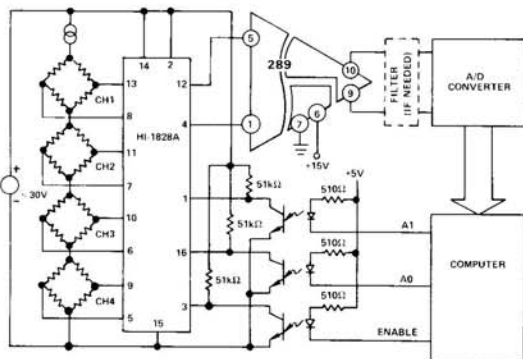 14
2
5
289
10
9
6
7
+15V
FILTER
(IF NEEDED)
A/D
CONVERTER
13
12
CH1
8
HI-1828A
11
4
1
CH2
7
+
30V
-
10
CH3
6
9
CH4
5
15
1
16
3
51kΩ
51kΩ
51kΩ
+5V
510Ω
A1
510Ω
A0
510Ω
ENABLE
COMPUTER